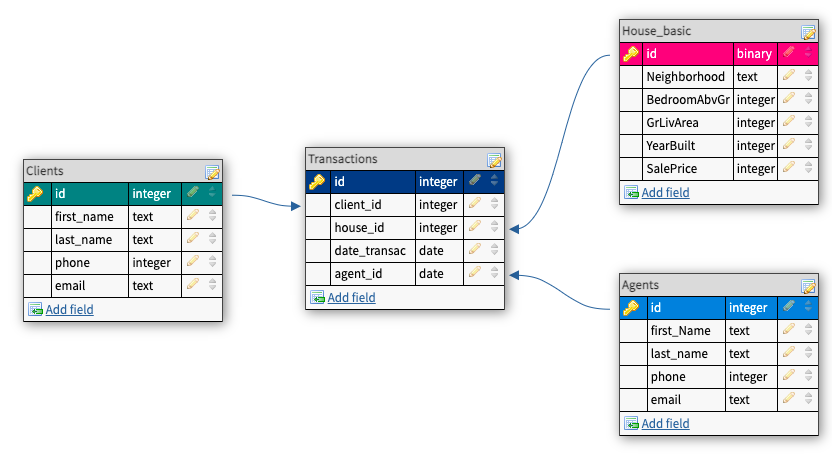 Clients
id integer
first_name text
last_name text
phone integer
email text
Add field
Transactions
id integer
client_id integer
house_id integer
date_transac date
agent_id date
Add field
House_basic
id binary
Neighborhood text
BedroomAbvGr integer
GrLivArea integer
YearBuilt integer
SalePrice integer
Add field
Agents
id integer
first_Name text
last_name text
phone integer
email text
Add field